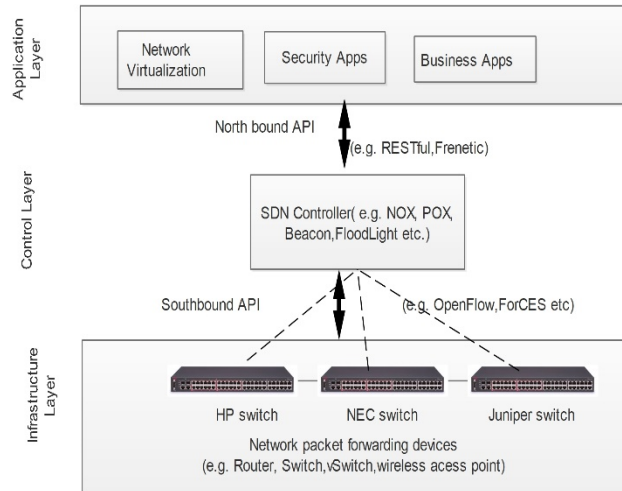 Application
Layer
Network
Virtualization
Security Apps
Business Apps
North bound API
(e.g. RESTful,Frenetic)
Control Layer
SDN Controller( e.g. NOX, POX,
Beacon,FloodLight etc.)
Southbound API
(e.g. OpenFlow,ForCES etc)
Infrastructure
Layer
HP switch
NEC switch
Juniper switch
Network packet forwarding devices
(e.g. Router, Switch,vSwitch,wireless acess point)